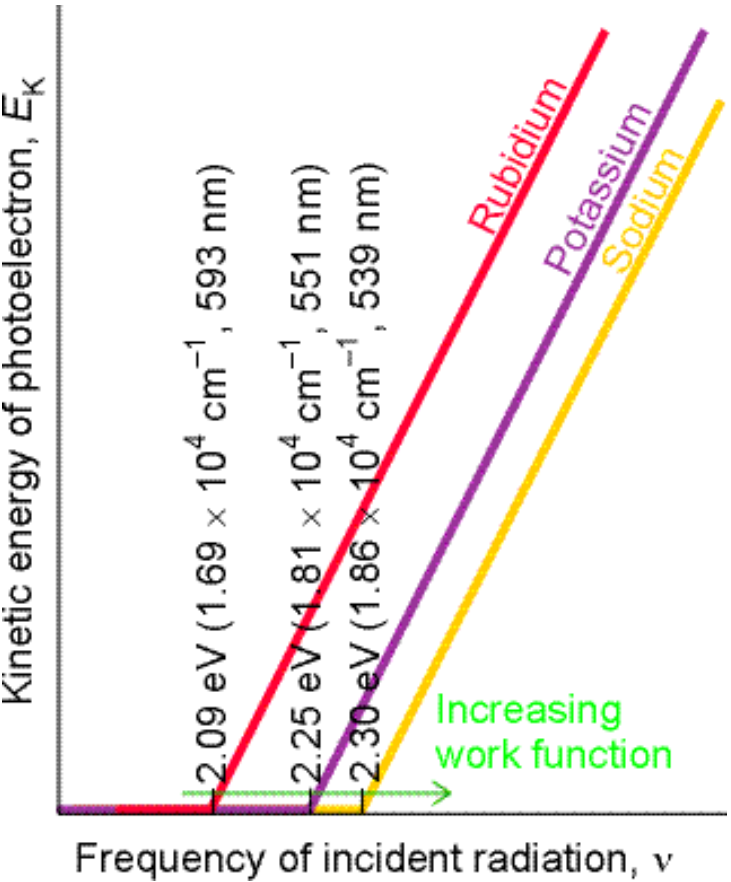 Kinetic energy of photoelectron, E_K
2.09 eV (1.69 × 10⁴ cm⁻¹, 593 nm)
2.25 eV (1.81 × 10⁴ cm⁻¹, 551 nm)
2.30 eV (1.86 × 10⁴ cm⁻¹, 539 nm)
Rubidium
Potassium
Sodium
Increasing
work function
Frequency of incident radiation, ν